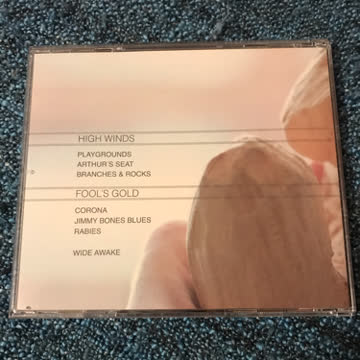 HIGH WINDS
PLAYGROUNDS
ARTHUR'S SEAT
BRANCHES & ROCKS
FOOL'S GOLD
CORONA
JIMMY BONES BLUES
RABIES
WIDE AWAKE